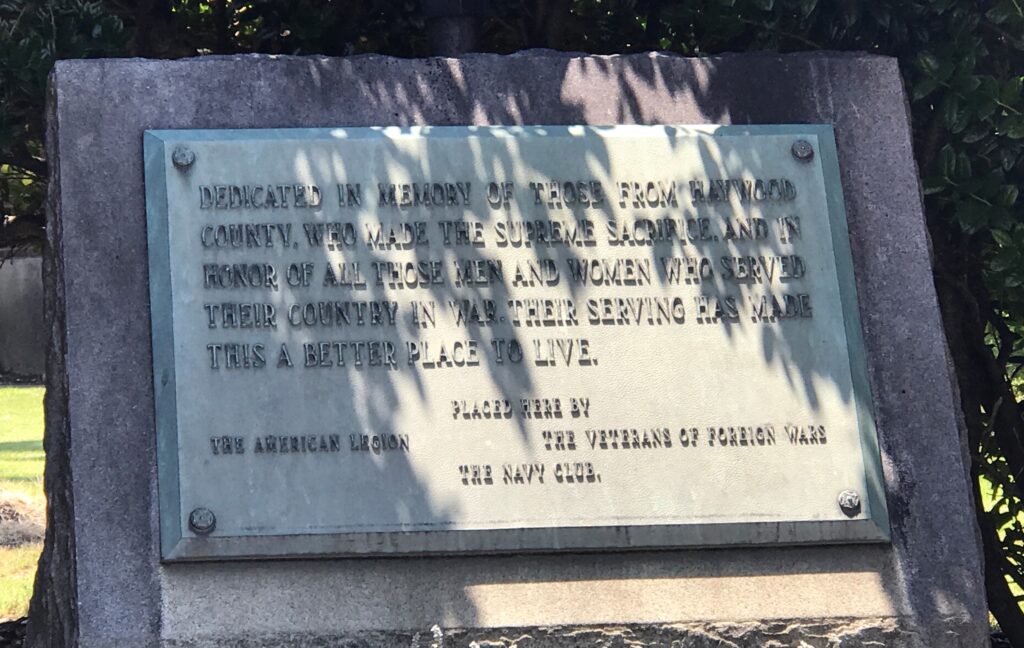 DEDICATED IN MEMORY OF THOSE FROM HAYWOOD
COUNTY, WHO MADE THE SUPREME SACRIFICE, AND IN
HONOR OF ALL THOSE MEN AND WOMEN WHO SERVED
THEIR COUNTRY IN WAR. THEIR SERVING HAS MADE
THIS A BETTER PLACE TO LIVE.
PLACED HERE BY
THE AMERICAN LEGION THE VETERANS OF FOREIGN WARS
THE NAVY CLUB.